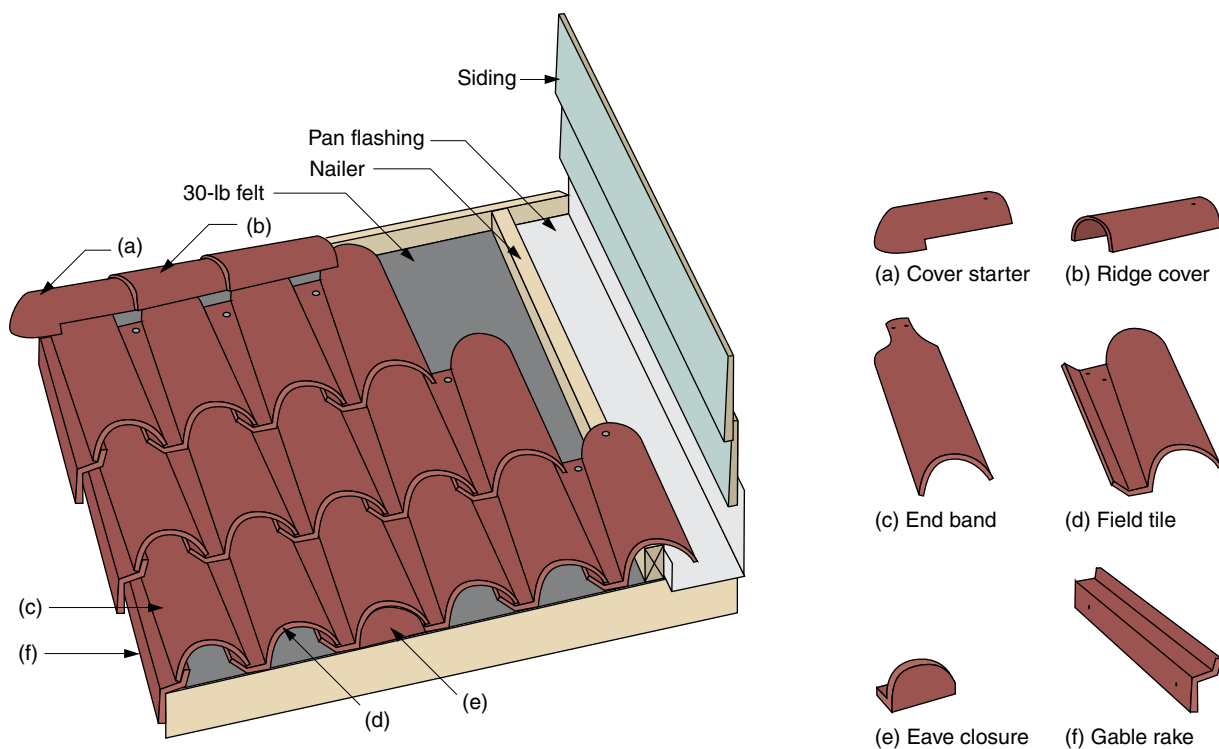 Siding
Pan flashing
Nailer
30-lb felt
(b)
(a)
(c)
(f)
(d)
(e)
(a) Cover starter
(b) Ridge cover
(c) End band
(d) Field tile
(e) Eave closure
(f) Gable rake